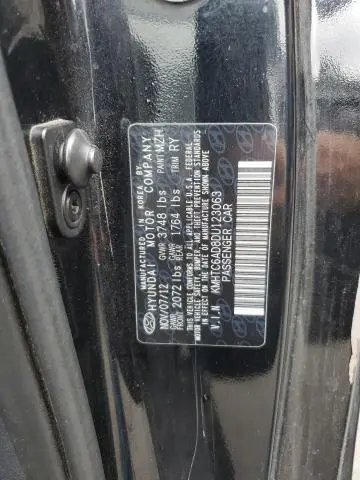 MANUFACTURED IN KOREA BY:
HYUNDAI MOTOR COMPANY
NOV/07/12 GVWR 3748 lbs PAINT MZH
GAWR FRONT 2072 lbs GAWR REAR 1764 lbs TRIM RY
THIS VEHICLE CONFORMS TO ALL APPLICABLE U.S.A. FEDERAL
MOTOR VEHICLE SAFETY, BUMPER, AND THEFT PREVENTION STANDARDS
IN EFFECT ON THE DATE OF MANUFACTURE SHOWN ABOVE.
V.I.N. KMHTC6AD8DU123063
PASSENGER CAR